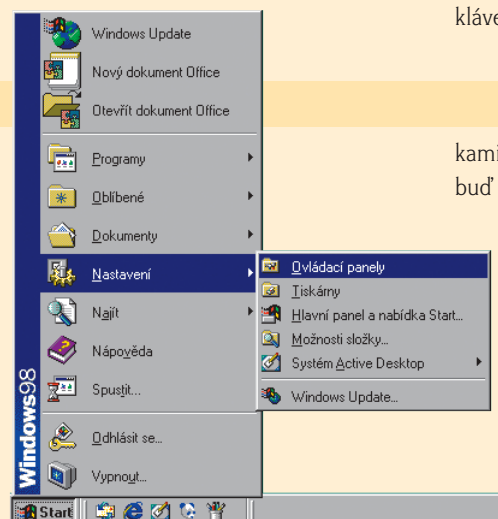 kláve
Windows Update
Nový dokument Office
Otevřít dokument Office
kami
buď
Programy
Oblíbené
Dokumenty
Nastavení
Ovládací panely
Tiskárny
Hlavní panel a nabídka Start...
Možnosti složky...
Systém Active Desktop
Windows Update...
Najít
Nápověda
Spustit...
Odhlásit se...
Vypnout...
Windows98
Start